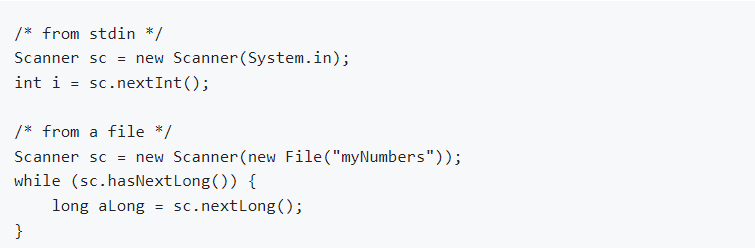 /* from stdin */
Scanner sc = new Scanner(System.in);
int i = sc.nextInt();

/* from a file */
Scanner sc = new Scanner(new File("myNumbers"));
while (sc.hasNextLong()) {
    long aLong = sc.nextLong();
}